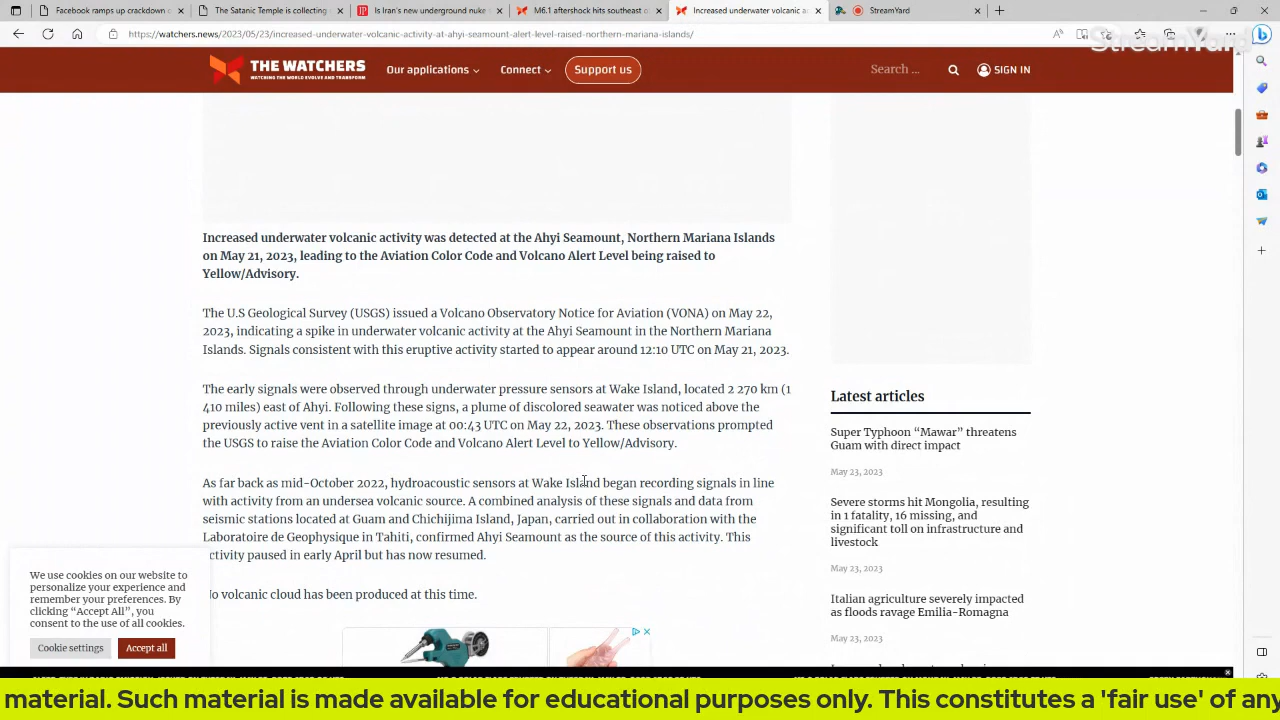 Facebook ramps up crackdown
The Satanic Temple is collecting
Is Iran's new underground nuke
M6.1 aftershock hits southeast o
Increased underwater volcanic a
StreamYard
https://watchers.news/2023/05/23/increased-underwater-volcanic-activity-at-ahyi-seamount-alert-level-raised-northern-mariana-islands/
StreamYard
THE WATCHERS
WATCHING THE WORLD EVOLVE AND TRANSFORM
Our applications
Connect
Support us
Search ...
SIGN IN
Increased underwater volcanic activity was detected at the Ahyi Seamount, Northern Mariana Islands
on May 21, 2023, leading to the Aviation Color Code and Volcano Alert Level being raised to
Yellow/Advisory.
The U.S Geological Survey (USGS) issued a Volcano Observatory Notice for Aviation (VONA) on May 22,
2023, indicating a spike in underwater volcanic activity at the Ahyi Seamount in the Northern Mariana
Islands. Signals consistent with this eruptive activity started to appear around 12:10 UTC on May 21, 2023.
The early signals were observed through underwater pressure sensors at Wake Island, located 2 270 km (1
410 miles) east of Ahyi. Following these signs, a plume of discolored seawater was noticed above the
previously active vent in a satellite image at 00:43 UTC on May 22, 2023. These observations prompted
the USGS to raise the Aviation Color Code and Volcano Alert Level to Yellow/Advisory.
As far back as mid-October 2022, hydroacoustic sensors at Wake Island began recording signals in line
with activity from an undersea volcanic source. A combined analysis of these signals and data from
seismic stations located at Guam and Chichijima Island, Japan, carried out in collaboration with the
Laboratoire de Geophysique in Tahiti, confirmed Ahyi Seamount as the source of this activity. This
ctivity paused in early April but has now resumed.
o volcanic cloud has been produced at this time.
Latest articles
Super Typhoon “Mawar” threatens
Guam with direct impact
May 23, 2023
Severe storms hit Mongolia, resulting
in 1 fatality, 16 missing, and
significant toll on infrastructure and
livestock
May 23, 2023
Italian agriculture severely impacted
as floods ravage Emilia-Romagna
May 23, 2023
We use cookies on our website to
personalize your experience and
remember your preferences. By
clicking “Accept All”, you
consent to the use of all cookies.
Cookie settings
Accept all
material. Such material is made available for educational purposes only. This constitutes a 'fair use' of any